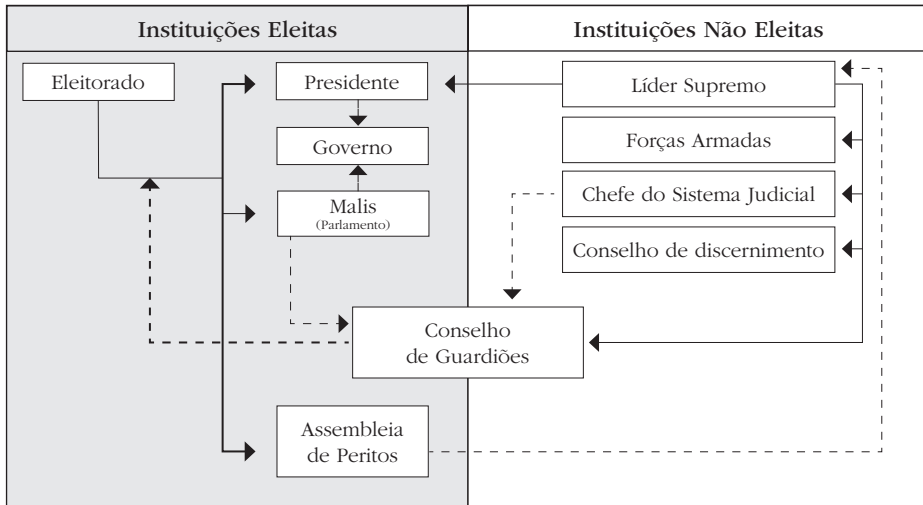 Instituições Eleitas
Instituições Não Eleitas
Eleitorado
Presidente
Líder Supremo
Governo
Forças Armadas
Malis
(Parlamento)
Chefe do Sistema Judicial
Conselho de discernimento
Conselho
de Guardiões
Assembleia
de Peritos